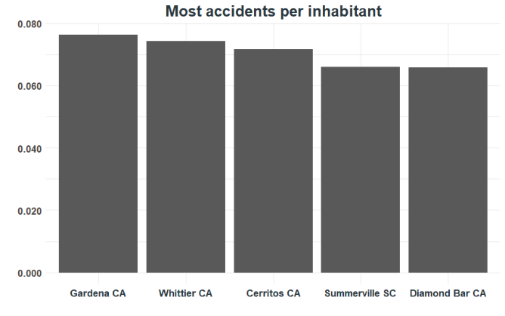 Most accidents per inhabitant
0.080
0.060
0.040
0.020
0.000
Gardena CA Whittier CA Cerritos CA Summerville SC Diamond Bar CA